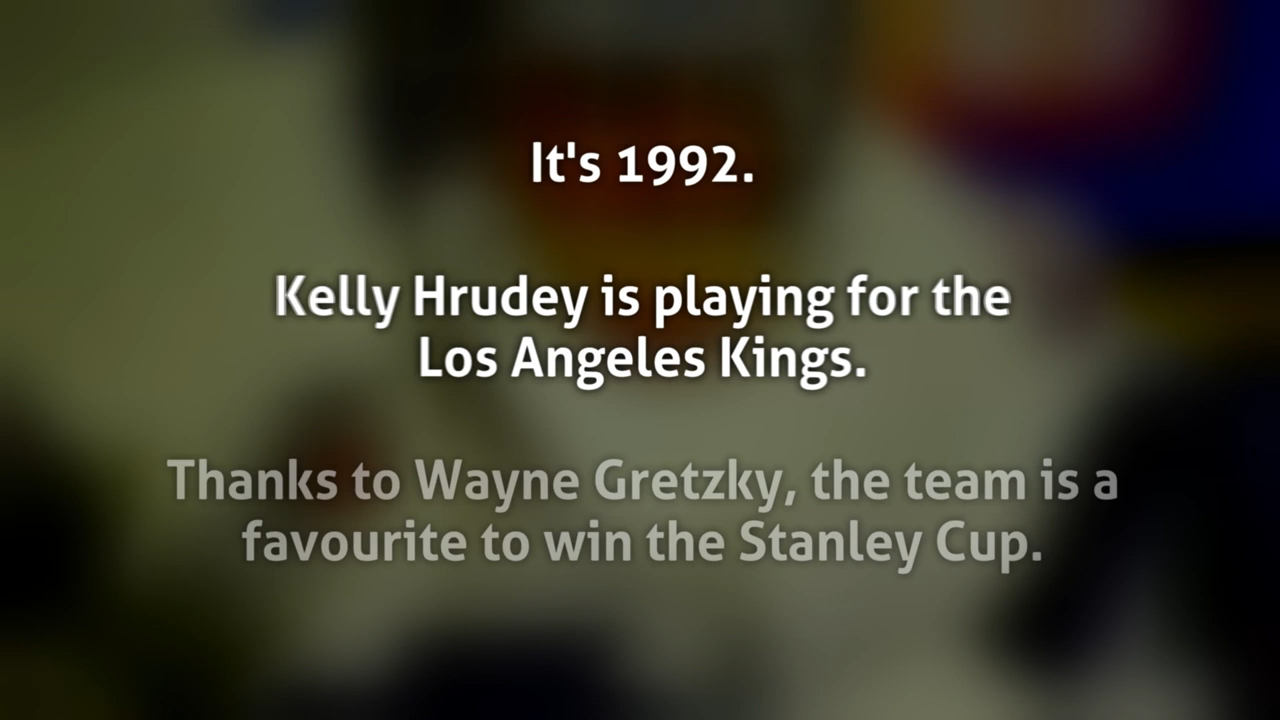 It's 1992.
Kelly Hrudey is playing for the
Los Angeles Kings.
Thanks to Wayne Gretzky, the team is a
favourite to win the Stanley Cup.